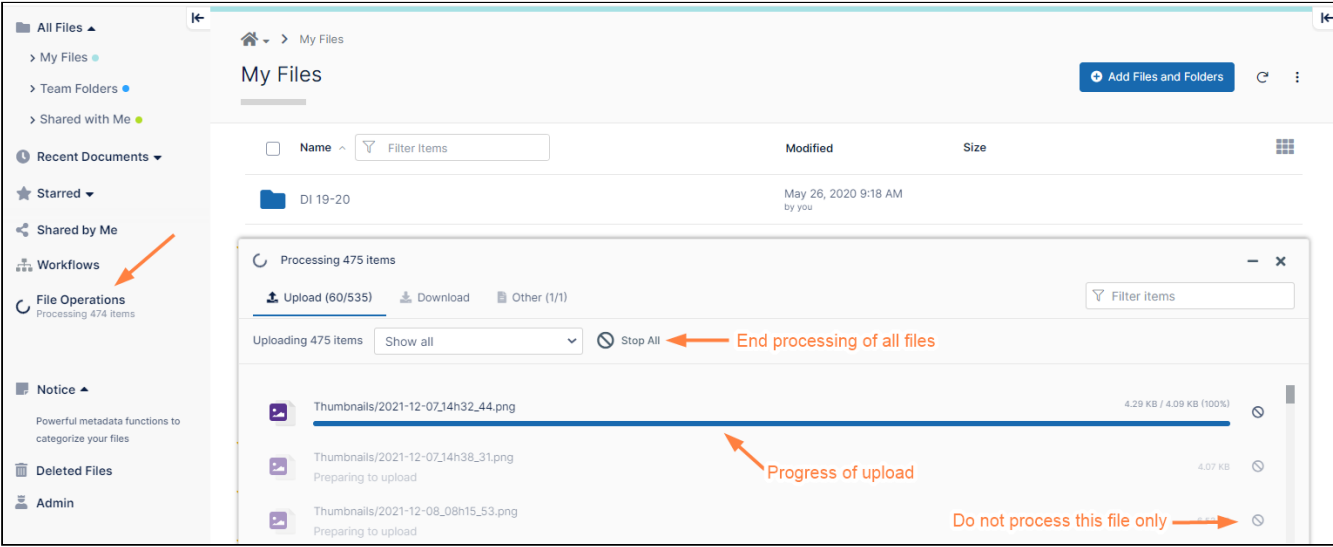 All Files
My Files
Team Folders
Shared with Me
Recent Documents
Starred
Shared by Me
Workflows
File Operations
Processing 474 items
Notice
Powerful metadata functions to
categorize your files
Deleted Files
Admin
My Files
My Files
Add Files and Folders
Name Filter Items Modified Size
DI 19-20 May 26, 2020 9:18 AM
by you
Processing 475 items
Upload (60/535) Download Other (1/1) Filter items
Uploading 475 items Show all Stop All End processing of all files
Thumbnails/2021-12-07_14h32_44.png 4.29 KB / 4.09 KB (100%)
Thumbnails/2021-12-07_14h38_31.png
Preparing to upload 4.07 KB
Progress of upload
Thumbnails/2021-12-08_08h15_53.png
Preparing to upload
Do not process this file only